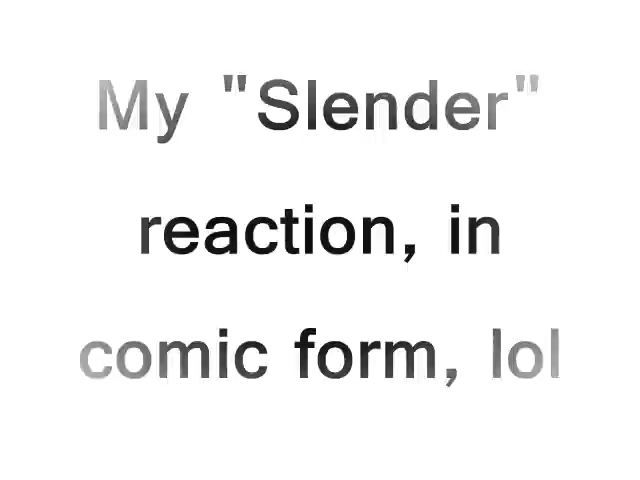 My "Slender"
reaction, in
comic form, lol